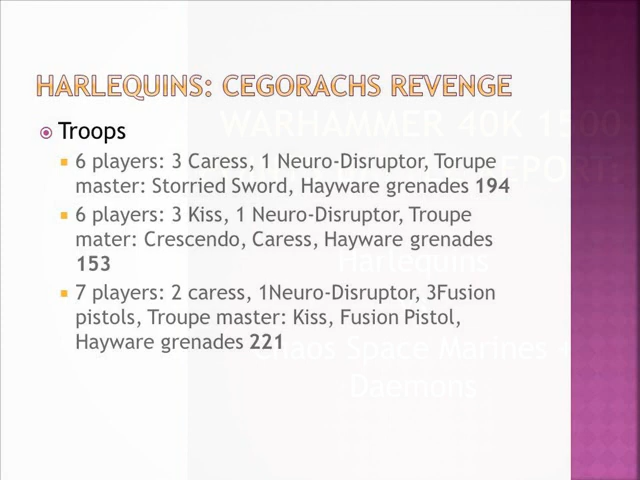 HARLEQUINS: CEGORACHS REVENGE
WARHAMMER 40K 1500
Troops
6 players: 3 Caress, 1 Neuro-Disruptor, Torupe
master: Storried Sword, Hayware grenades 194
6 players: 3 Kiss, 1 Neuro-Disruptor, Troupe
mater: Crescendo, Caress, Hayware grenades
153
Harlequins
7 players: 2 caress, 1Neuro-Disruptor, 3Fusion
pistols, Troupe master: Kiss, Fusion Pistol,
Hayware grenades 221
Chaos Space Marines
Daemons